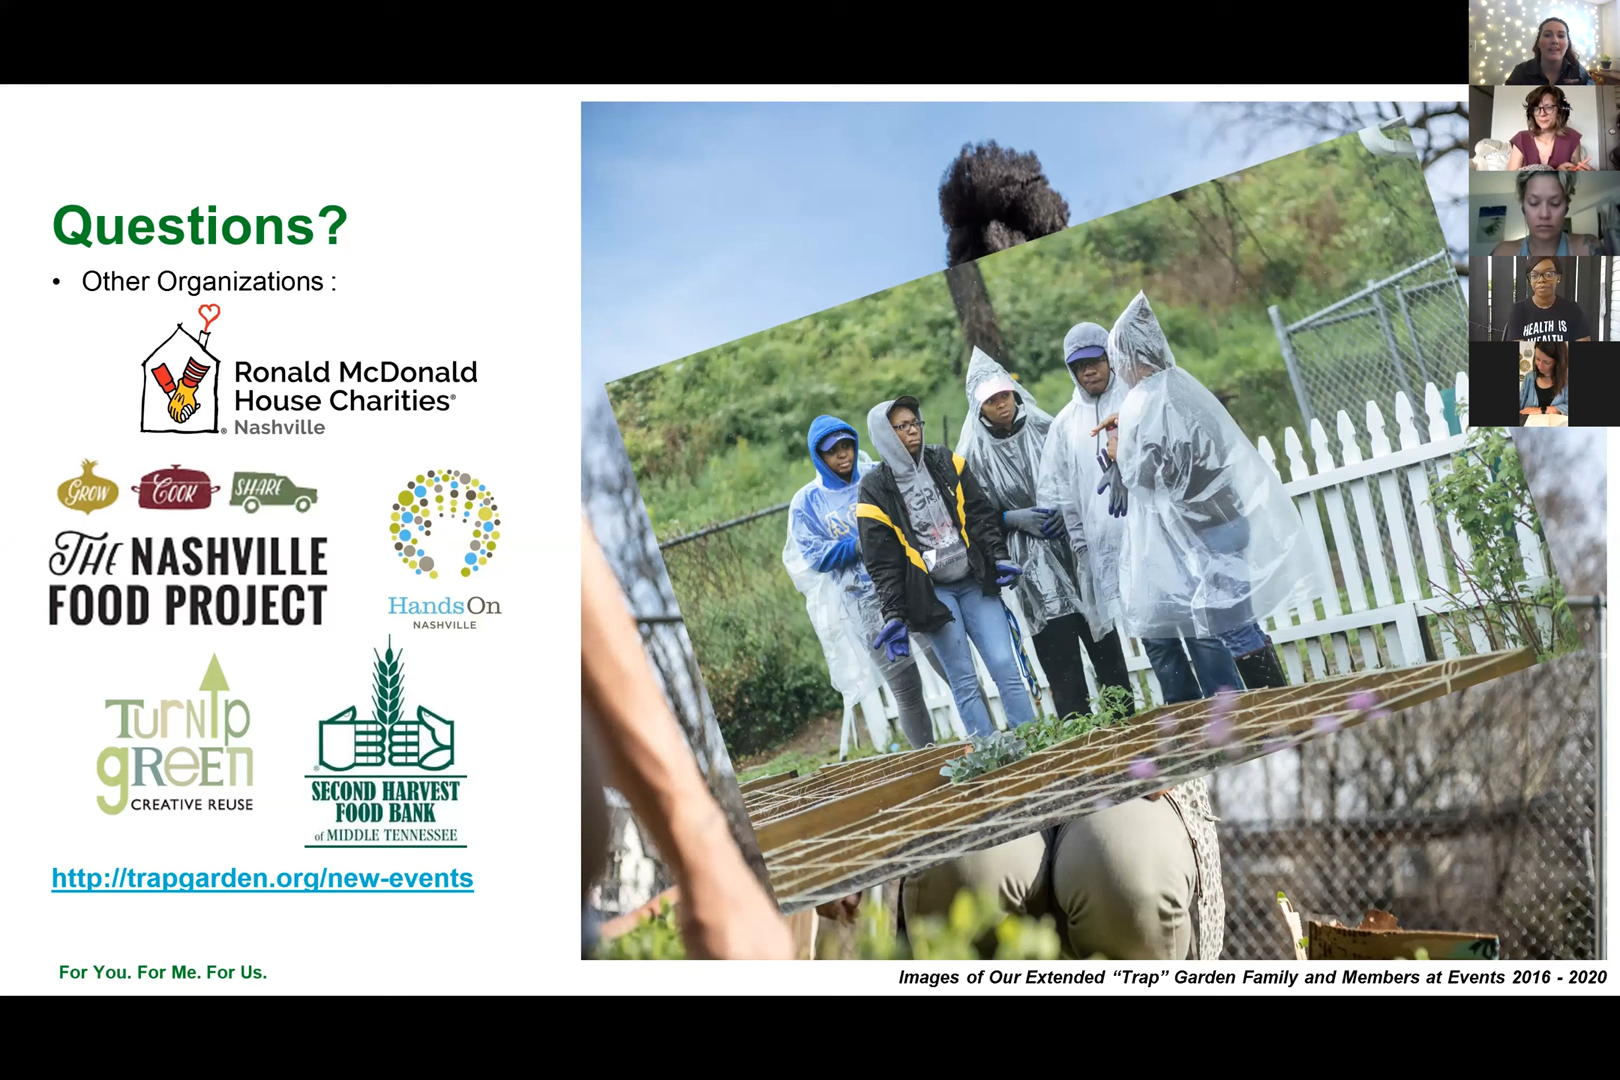 Questions?
• Other Organizations :
Ronald McDonald
House Charities®
® Nashville
GROW COOK SHARE
THE NASHVILLE
FOOD PROJECT
HandsOn
NASHVILLE
TURNIP
GREEN
CREATIVE REUSE
®
SECOND HARVEST
FOOD BANK
of MIDDLE TENNESSEE
http://trapgarden.org/new-events
For You. For Me. For Us.
Images of Our Extended “Trap” Garden Family and Members at Events 2016 - 2020
HEALTH IS
WEALTH